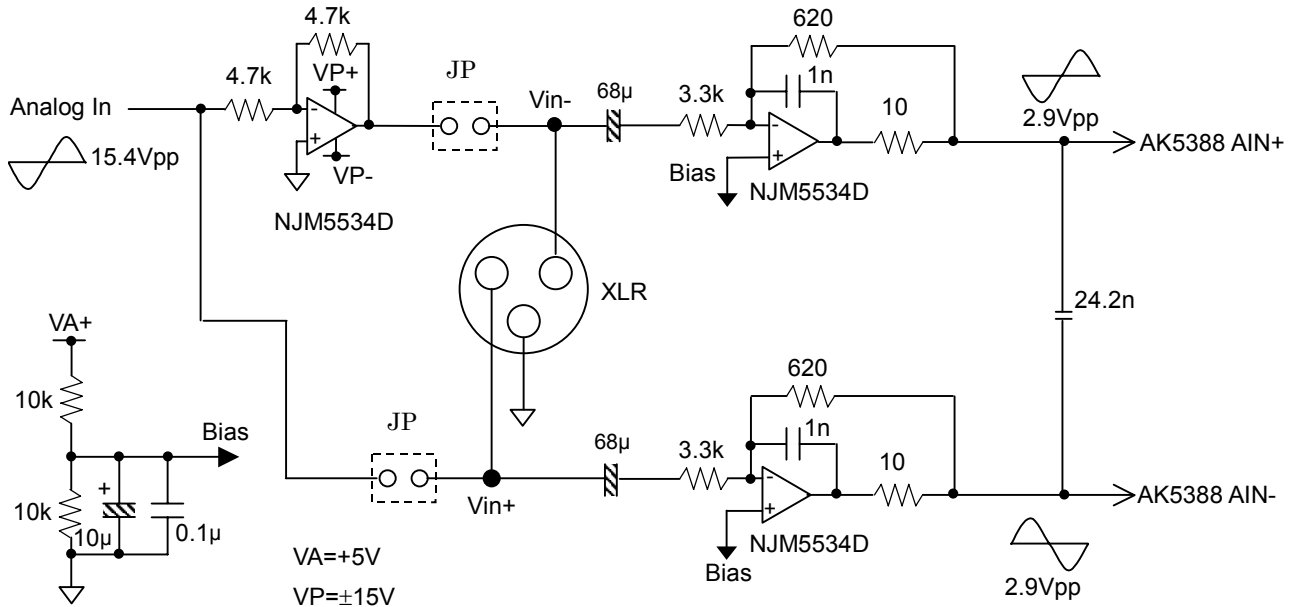 4.7k
620
4.7k
VP+
JP
1n
Analog In
Vin-
68µ
3.3k
10
2.9Vpp
15.4Vpp
AK5388 AIN+
VP-
Bias
NJM5534D
NJM5534D
XLR
24.2n
VA+
620
10k
JP
1n
Bias
68µ
3.3k
10
+
AK5388 AIN-
10k
10µ
0.1µ
Vin+
NJM5534D
VA=+5V
Bias
2.9Vpp
VP=±15V